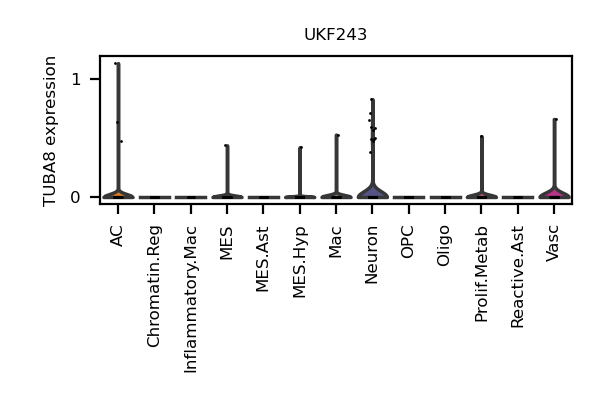 UKF243
TUBA8 expression
1
0
AC
Chromatin.Reg
Inflammatory.Mac
MES
MES.Ast
MES.Hyp
Mac
Neuron
OPC
Oligo
Prolif.Metab
Reactive.Ast
Vasc